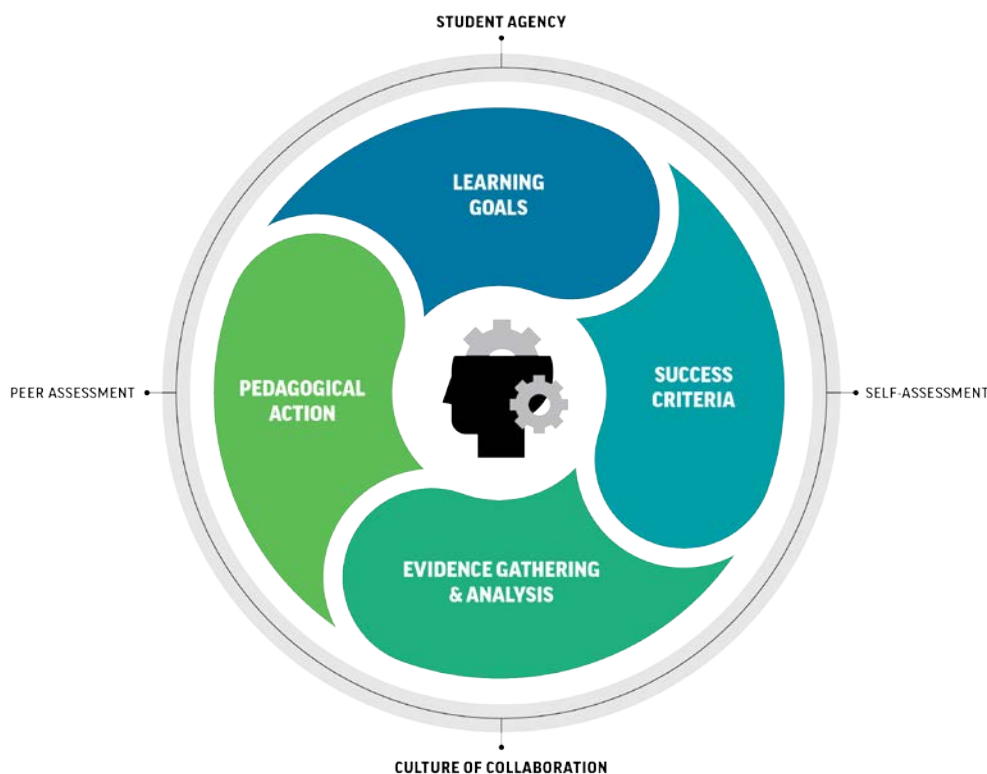 STUDENT AGENCY
LEARNING
GOALS
PEDAGOGICAL
ACTION
SUCCESS
CRITERIA
PEER ASSESSMENT
SELF-ASSESSMENT
EVIDENCE GATHERING
& ANALYSIS
CULTURE OF COLLABORATION